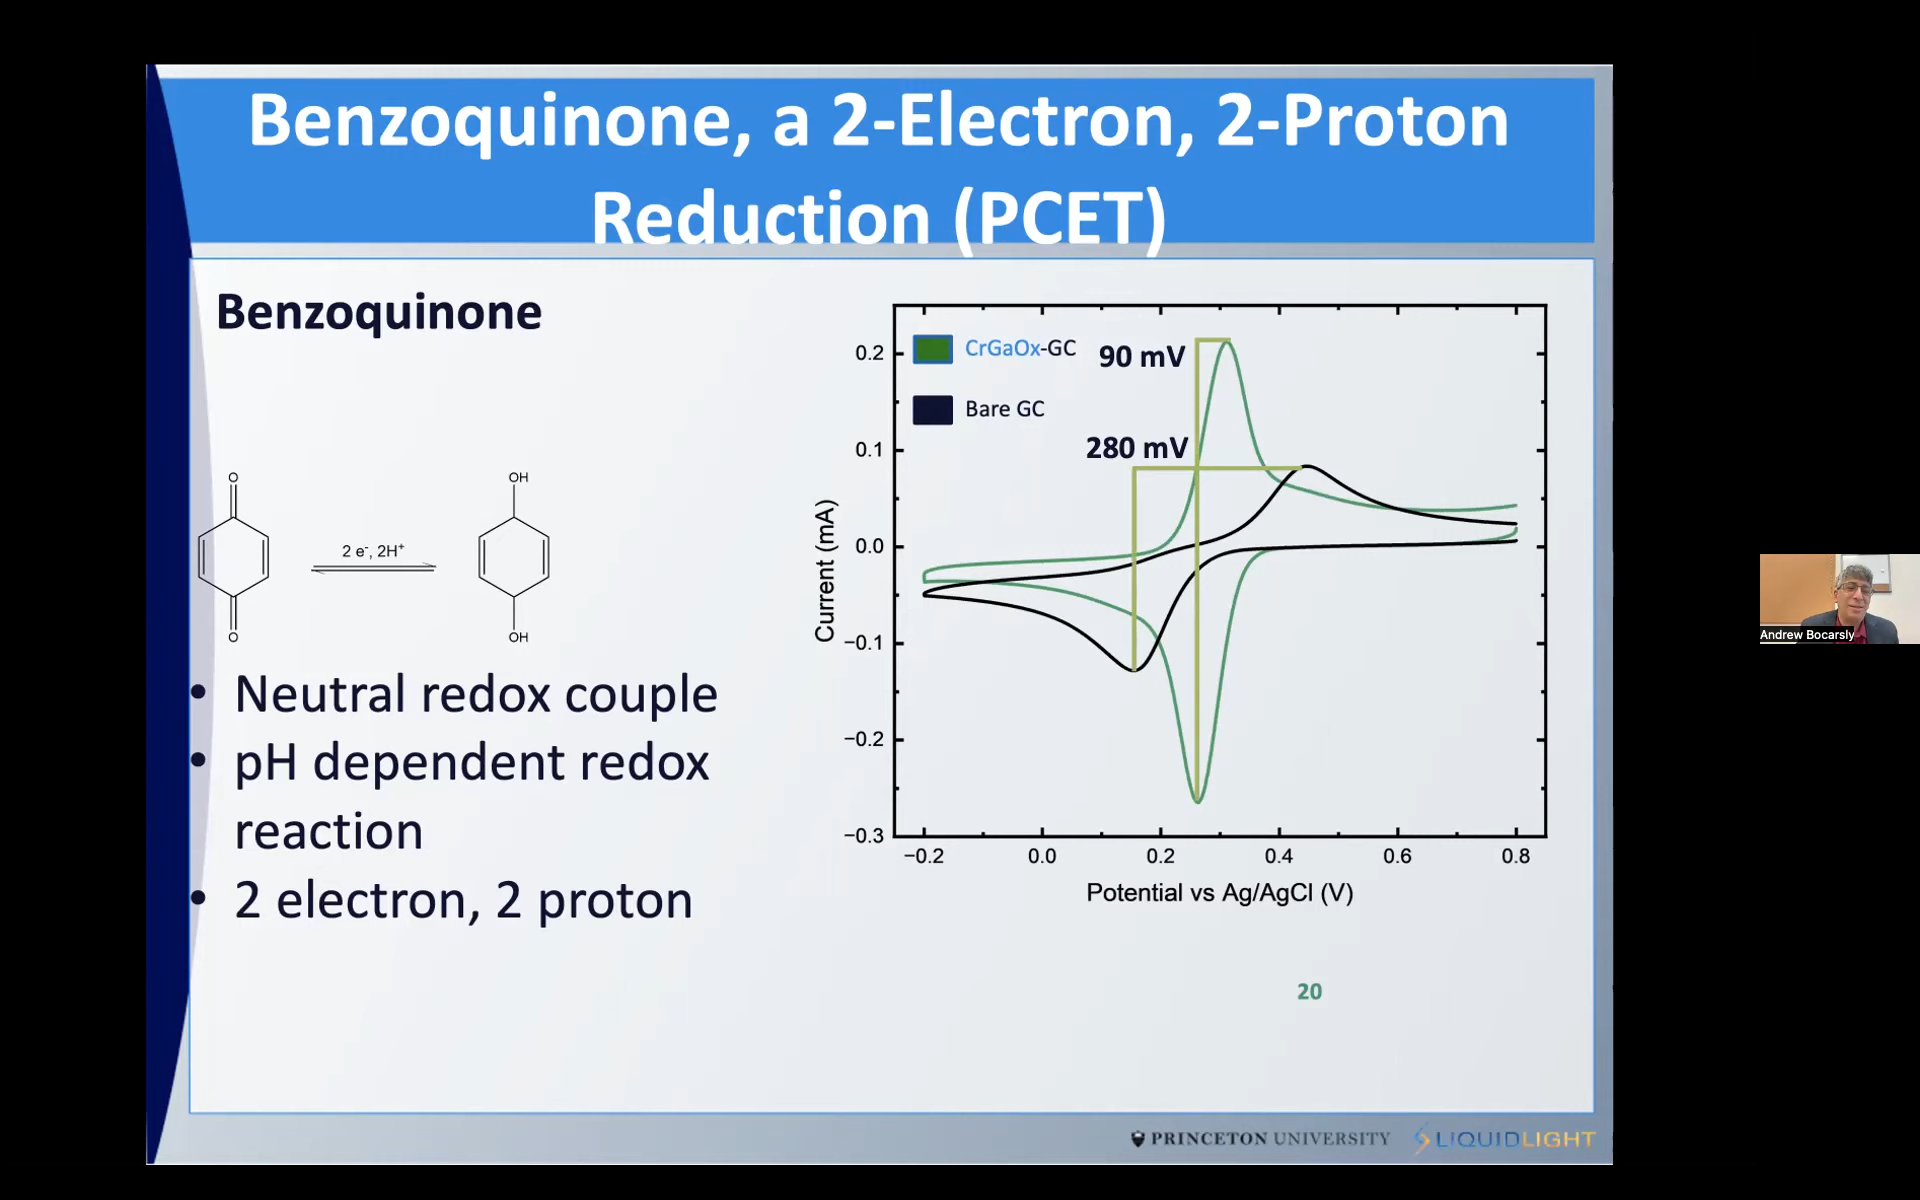 Benzoquinone, a 2-Electron, 2-Proton
Reduction (PCET)
Benzoquinone
O
O
2 e-, 2H+
OH
OH
• Neutral redox couple
• pH dependent redox
reaction
• 2 electron, 2 proton
CrGaOx-GC
Bare GC
90 mV
280 mV
Current (mA)
0.2
0.1
0.0
−0.1
−0.2
−0.3
−0.2 0.0 0.2 0.4 0.6 0.8
Potential vs Ag/AgCl (V)
20
PRINCETON UNIVERSITY
LIQUIDLIGHT
Andrew Bocarsly